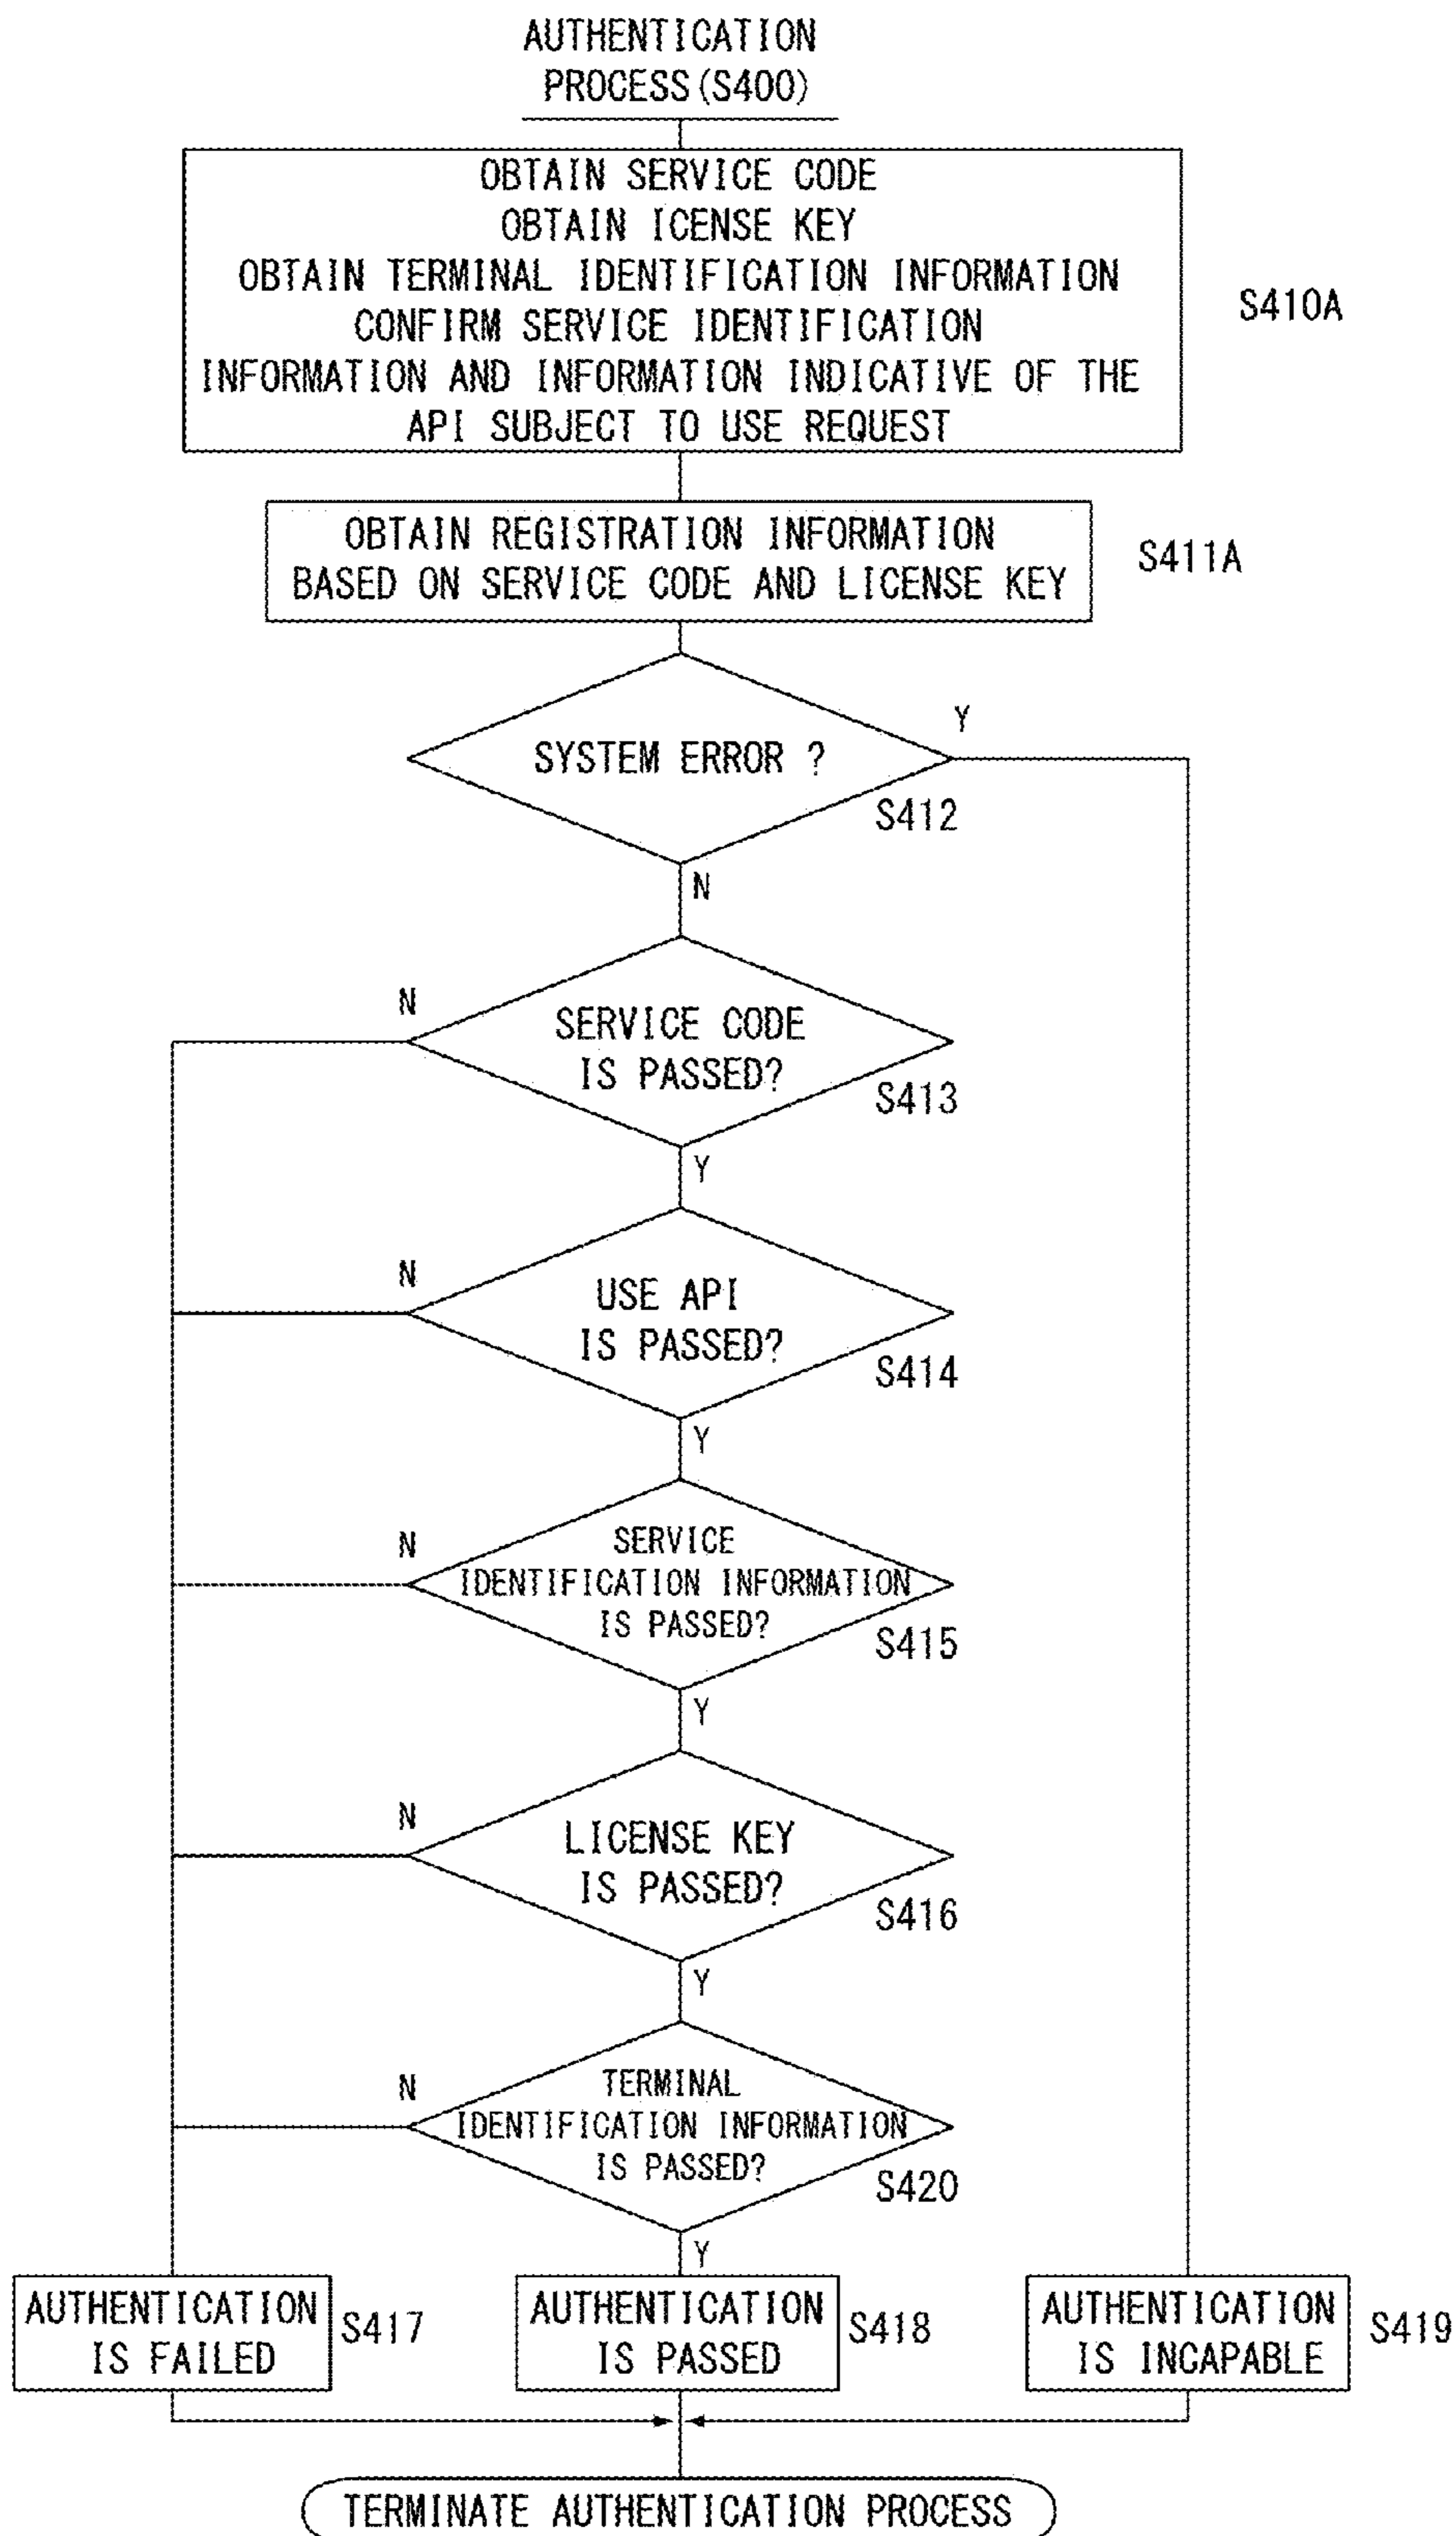 AUTHENTICATION
PROCESS(S400)
OBTAIN SERVICE CODE
OBTAIN ICENSE KEY
OBTAIN TERMINAL IDENTIFICATION INFORMATION
CONFIRM SERVICE IDENTIFICATION
INFORMATION AND INFORMATION INDICATIVE OF THE
API SUBJECT TO USE REQUEST
S410A
OBTAIN REGISTRATION INFORMATION
BASED ON SERVICE CODE AND LICENSE KEY
S411A
SYSTEM ERROR ?
Y
S412
N
N
SERVICE CODE
IS PASSED?
S413
Y
N
USE API
IS PASSED?
S414
Y
N
SERVICE
IDENTIFICATION INFORMATION
IS PASSED?
S415
Y
N
LICENSE KEY
IS PASSED?
S416
Y
N
TERMINAL
IDENTIFICATION INFORMATION
IS PASSED?
S420
Y
AUTHENTICATION
IS FAILED
S417
AUTHENTICATION
IS PASSED
S418
AUTHENTICATION
IS INCAPABLE
S419
TERMINATE AUTHENTICATION PROCESS